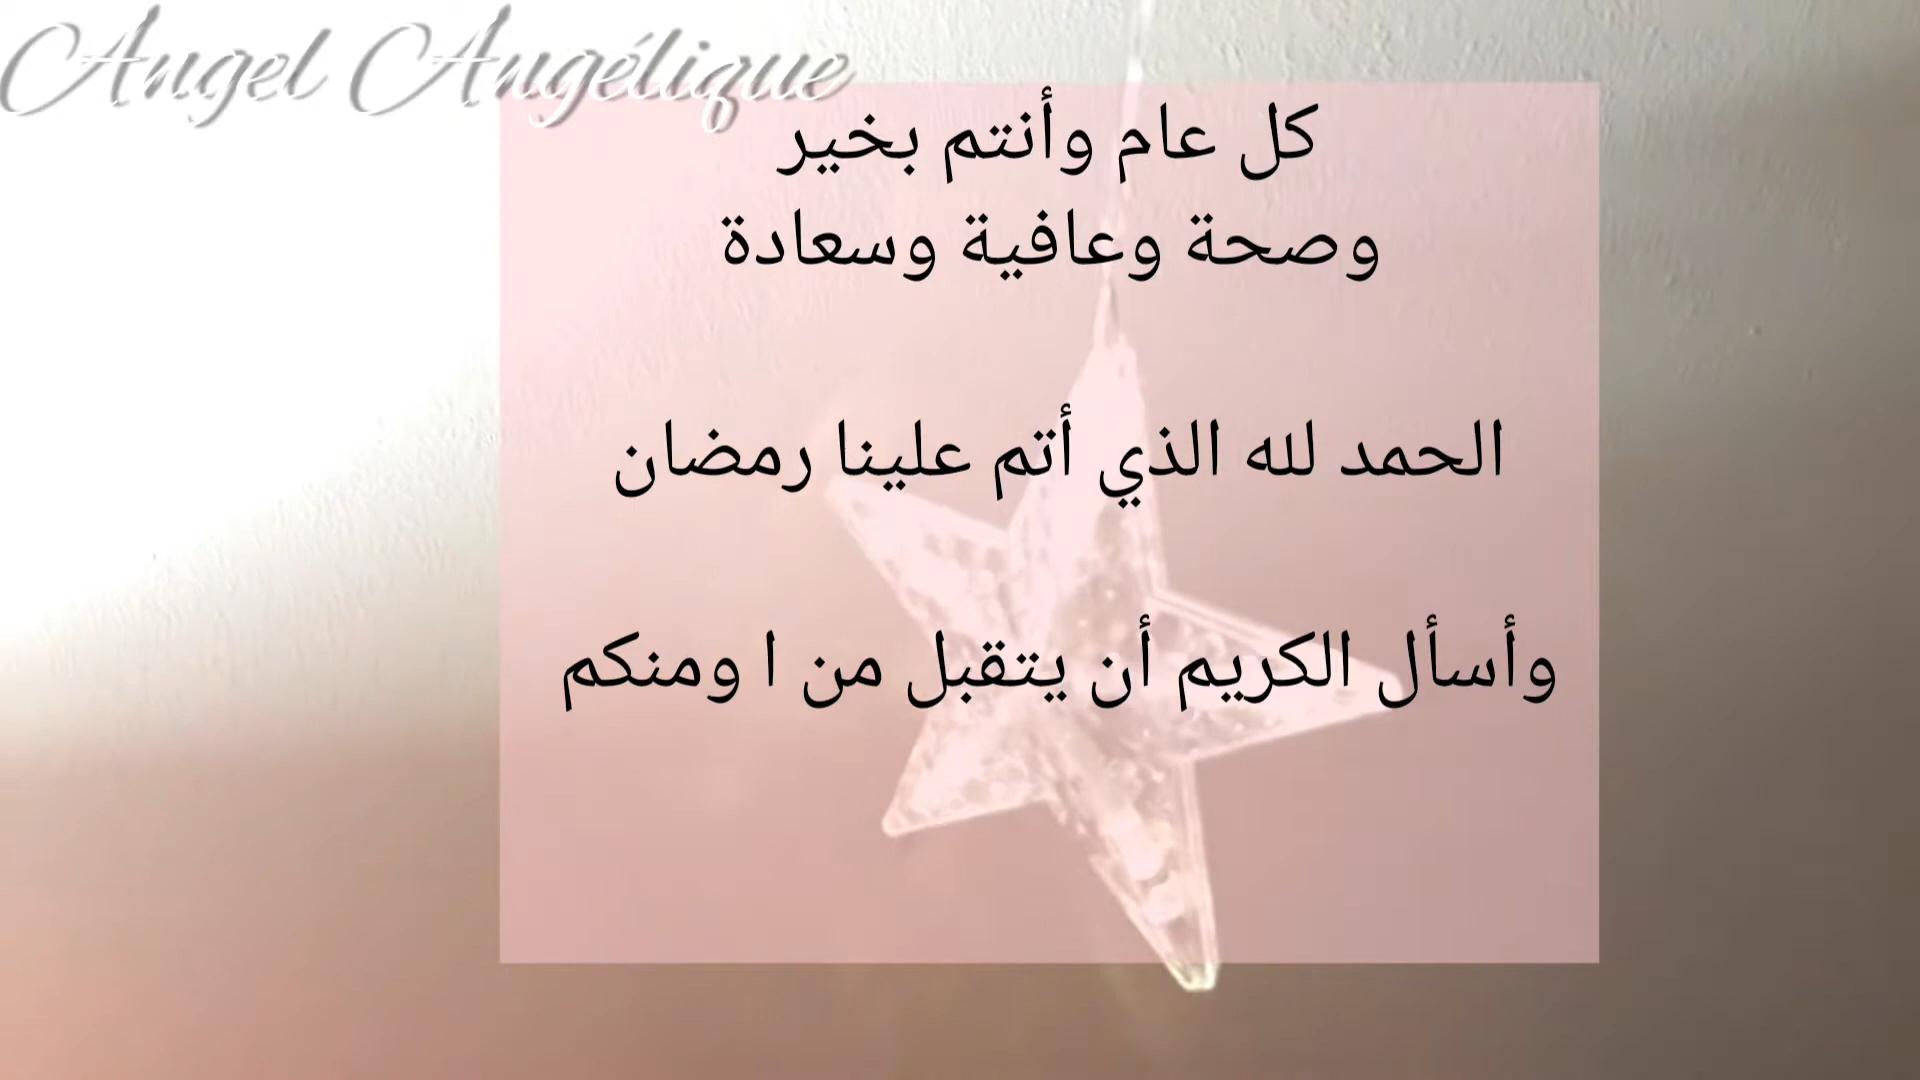 Angel Angélique
كل عام وأنتم بخير
وصحة وعافية وسعادة
الحمد لله الذي أتم علينا رمضان
وأسأل الكريم أن يتقبل من ا ومنكم